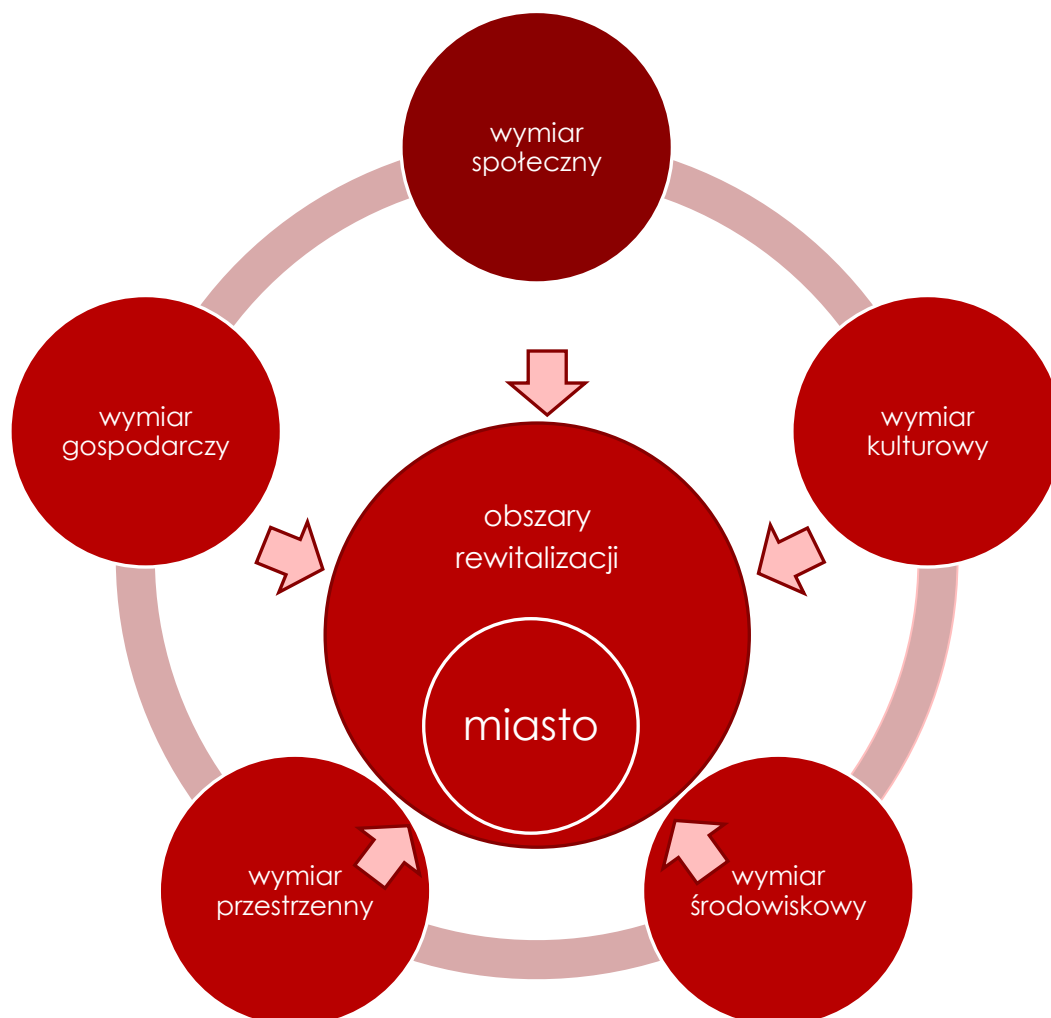 wymiar
społeczny
wymiar
gospodarczy
wymiar
kulturowy
obszary
rewitalizacji
miasto
wymiar
przestrzenny
wymiar
środowiskowy